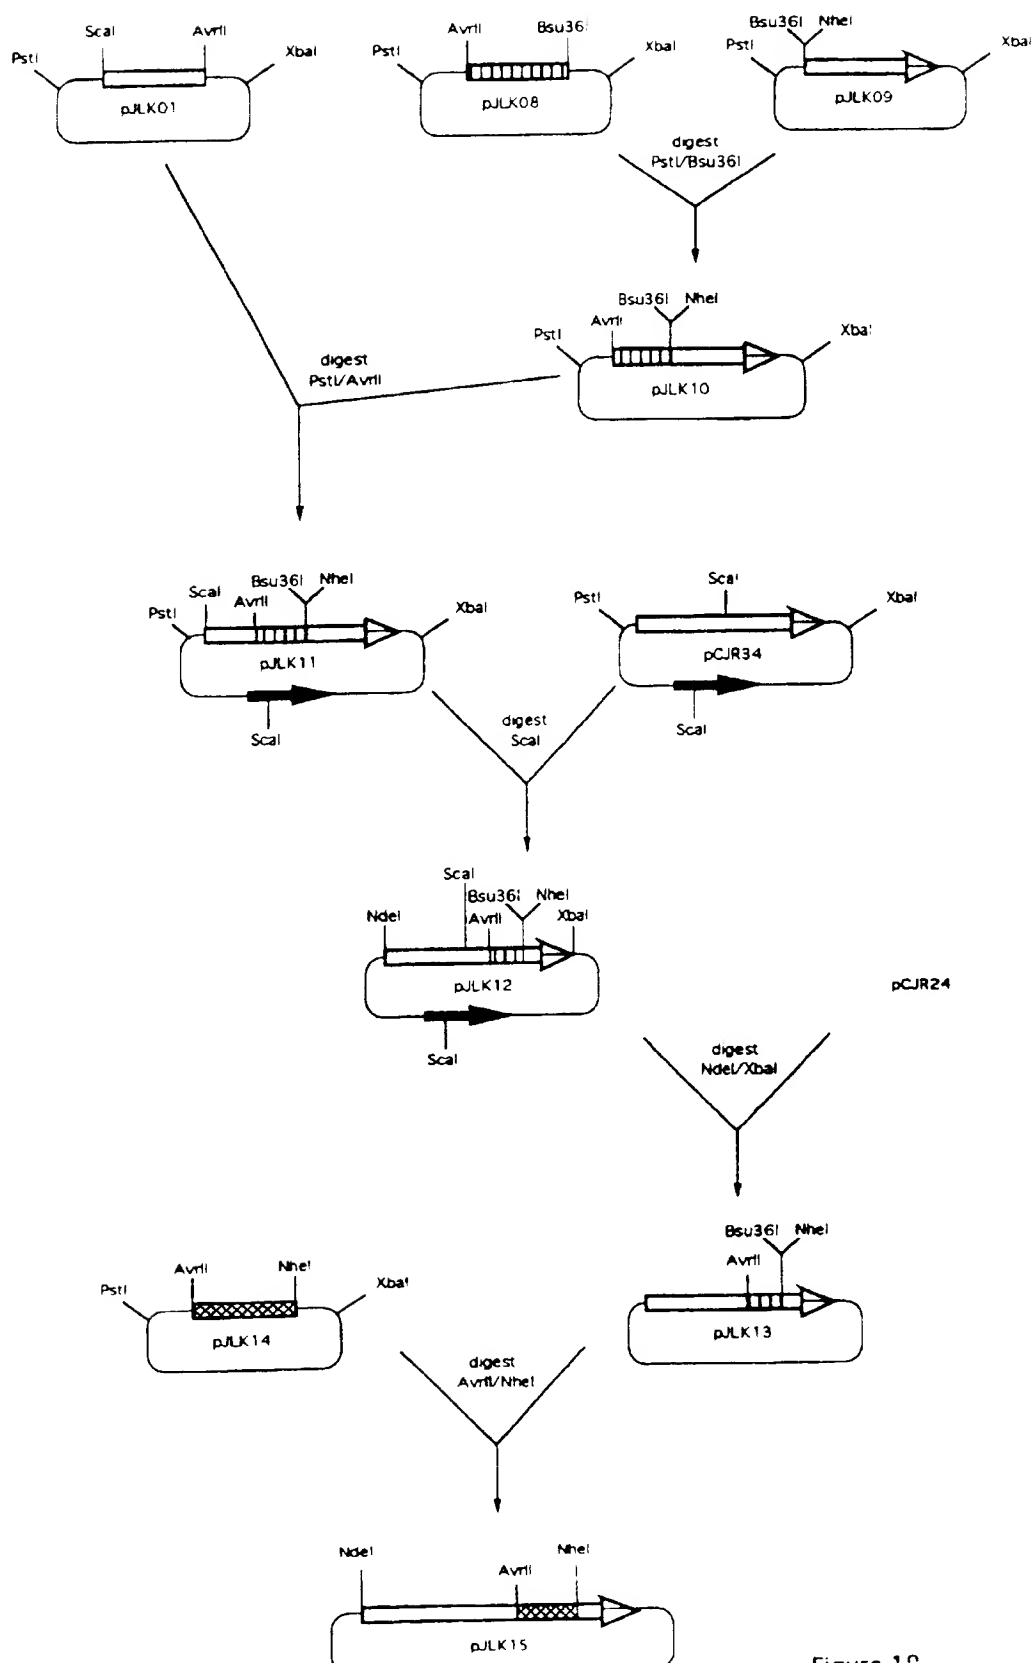 PstI
ScaI
AvrII
XbaI
pJLK01
PstI
AvrII
Bsu36I
XbaI
pJLK08
Bsu36I
NheI
PstI
XbaI
pJLK09
digest
PstI/Bsu36I
Bsu36I
NheI
PstI
AvrII
XbaI
pJLK10
digest
PstI/AvrII
Bsu36I
NheI
ScaI
AvrII
PstI
XbaI
pJLK11
ScaI
ScaI
PstI
XbaI
pCJR34
ScaI
digest
ScaI
ScaI
Bsu36I
NheI
NdeI
AvrII
XbaI
pJLK12
ScaI
pCJR24
digest
NdeI/XbaI
Bsu36I
NheI
AvrII
pJLK13
PstI
AvrII
NheI
XbaI
pJLK14
digest
AvrII/NheI
NdeI
AvrII
NheI
pJLK15